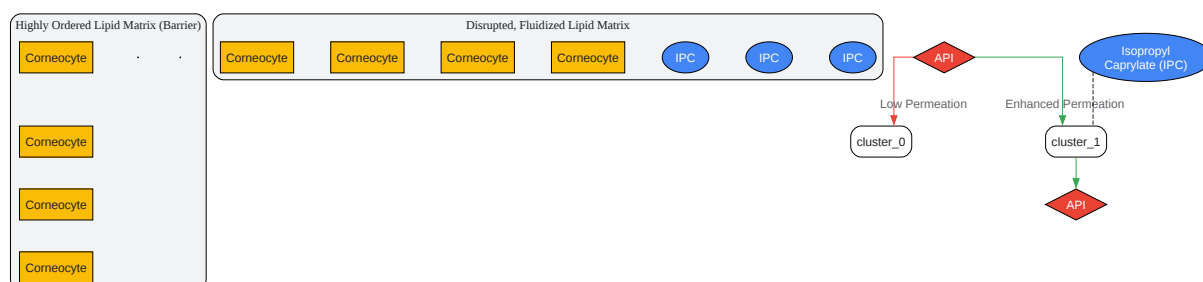 Highly Ordered Lipid Matrix (Barrier)
Disrupted, Fluidized Lipid Matrix
Corneocyte
Corneocyte
Corneocyte
Corneocyte
Corneocyte
IPC
IPC
IPC
API
Isopropyl
Caprylate (IPC)
Low Permeation
Enhanced Permeation
Corneocyte
cluster_0
cluster_1
Corneocyte
API
Corneocyte